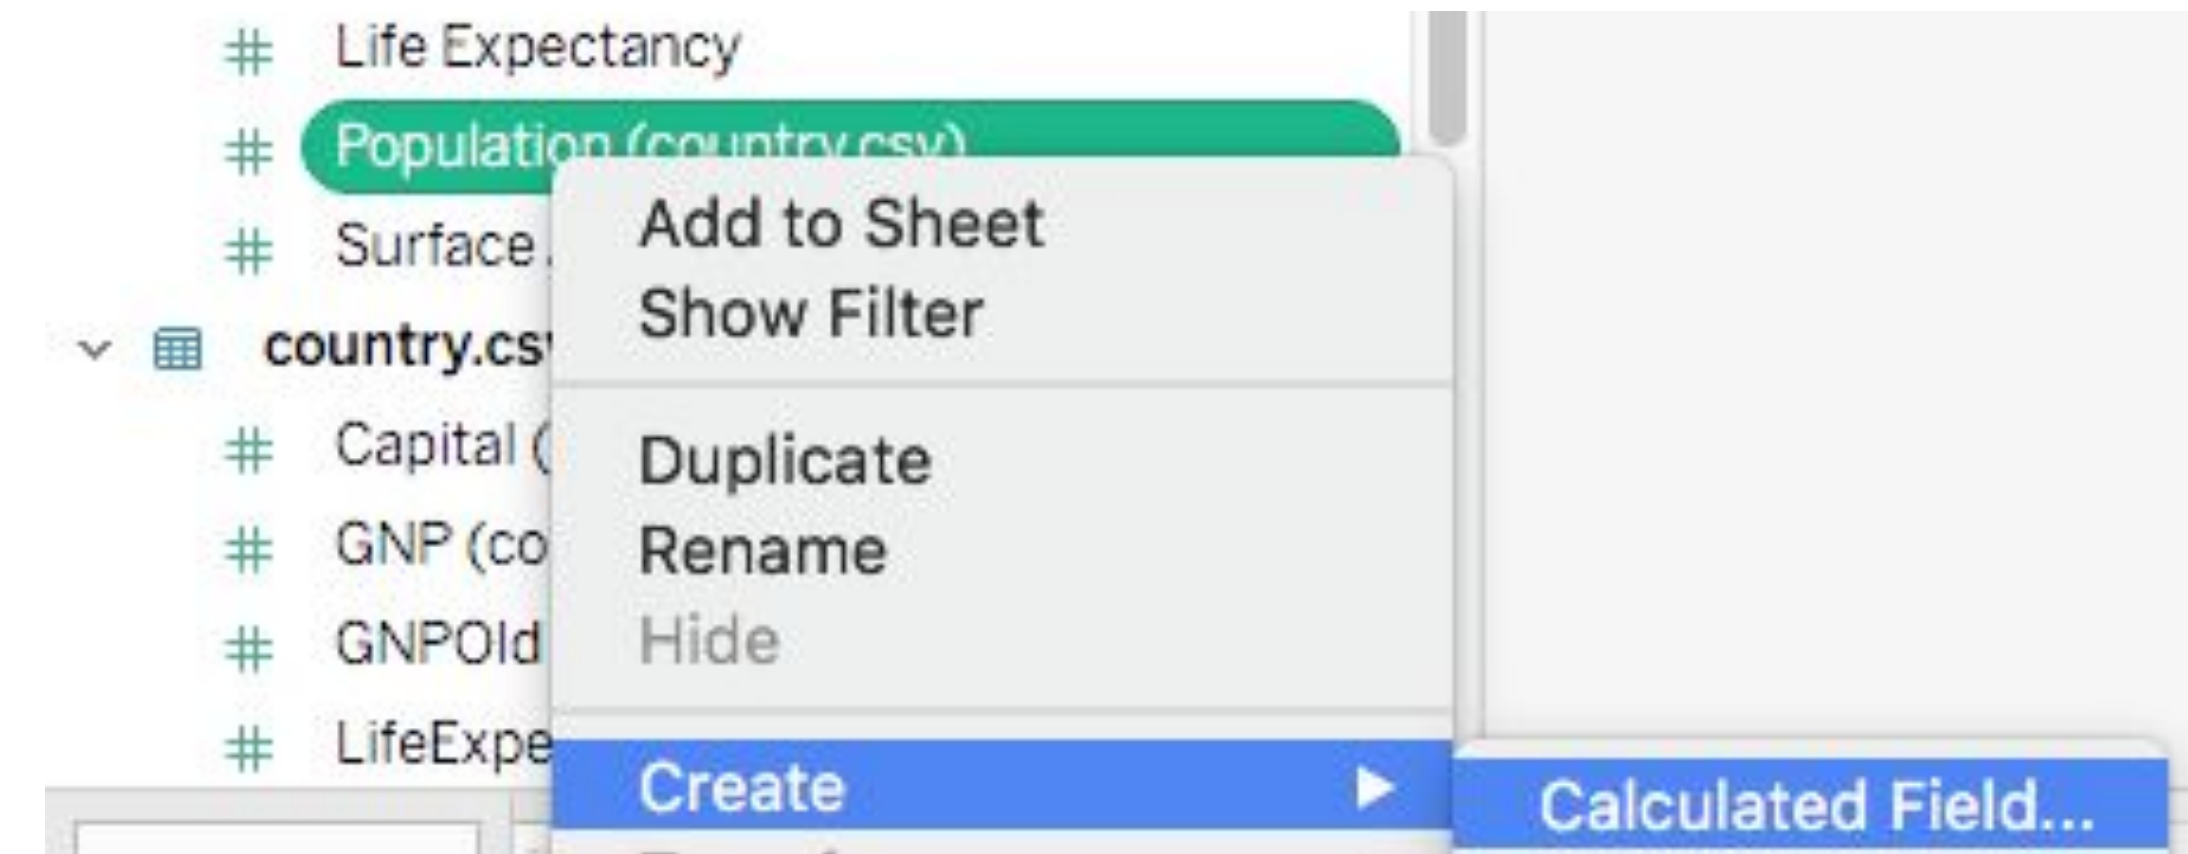 Life Expectancy
Population (country.csv)
Surface
country.csv
Capital (
GNP (co
GNPOld
LifeExpe
Add to Sheet
Show Filter
Duplicate
Rename
Hide
Create
Calculated Field...